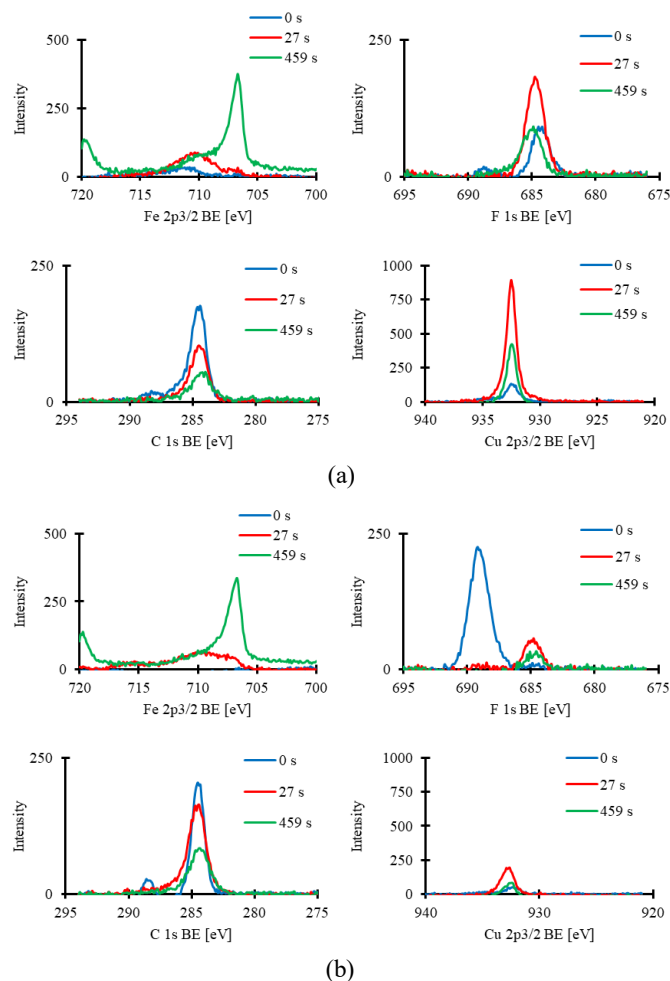 0 s
27 s
459 s
500
250
0
Intensity
720 715 710 705 700
Fe 2p3/2 BE [eV]
0 s
27 s
459 s
250
0
Intensity
695 690 685 680 675
F 1s BE [eV]
0 s
27 s
459 s
250
0
Intensity
295 290 285 280 275
C 1s BE [eV]
0 s
27 s
459 s
1000
750
500
250
0
Intensity
940 935 930 925 920
Cu 2p3/2 BE [eV]
(a)
0 s
27 s
459 s
500
250
0
Intensity
720 715 710 705 700
Fe 2p3/2 BE [eV]
0 s
27 s
459 s
250
0
Intensity
695 690 685 680 675
F 1s BE [eV]
0 s
27 s
459 s
250
0
Intensity
295 290 285 280 275
C 1s BE [eV]
0 s
27 s
459 s
1000
750
500
250
0
Intensity
940 930 920
Cu 2p3/2 BE [eV]
(b)